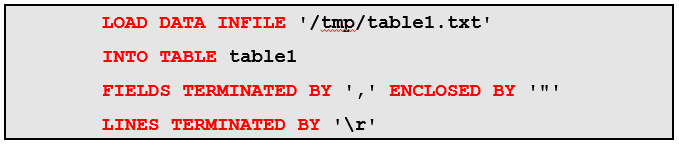 LOAD DATA INFILE '/tmp/table1.txt'
INTO TABLE table1
FIELDS TERMINATED BY ',' ENCLOSED BY '"'
LINES TERMINATED BY '\r'